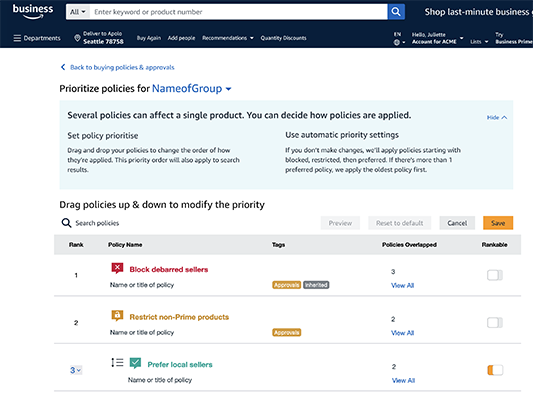 business
All
Enter keyword or product number
Shop last-minute business
Departments
Deliver to Apolo
Seattle 78758
Buy Again
Add people
Recommendations
Quantity Discounts
EN
Hello, Juliette
Account for ACME
Lists
Try
Business Prime
Back to buying policies & approvals
Prioritize policies for NameofGroup
Several policies can affect a single product. You can decide how policies are applied.
Hide
Set policy prioritise
Drag and drop your policies to change the order of how
they're applied. This priority order will also apply to search
results.
Use automatic priority settings
If you don't make changes, we'll apply policies starting with
blocked, restricted, then preferred. If there's more than 1
preferred policy, we apply the oldest policy first.
Drag policies up & down to modify the priority
Search policies
Preview
Reset to default
Cancel
Save
Rank
Policy Name
Tags
Policies Overlapped
Rankable
1
Block debarred sellers
Name or title of policy
Approvals
Inherited
3
View All
2
Restrict non-Prime products
Name or title of policy
Approvals
2
View All
3
Prefer local sellers
Name or title of policy
2
View All